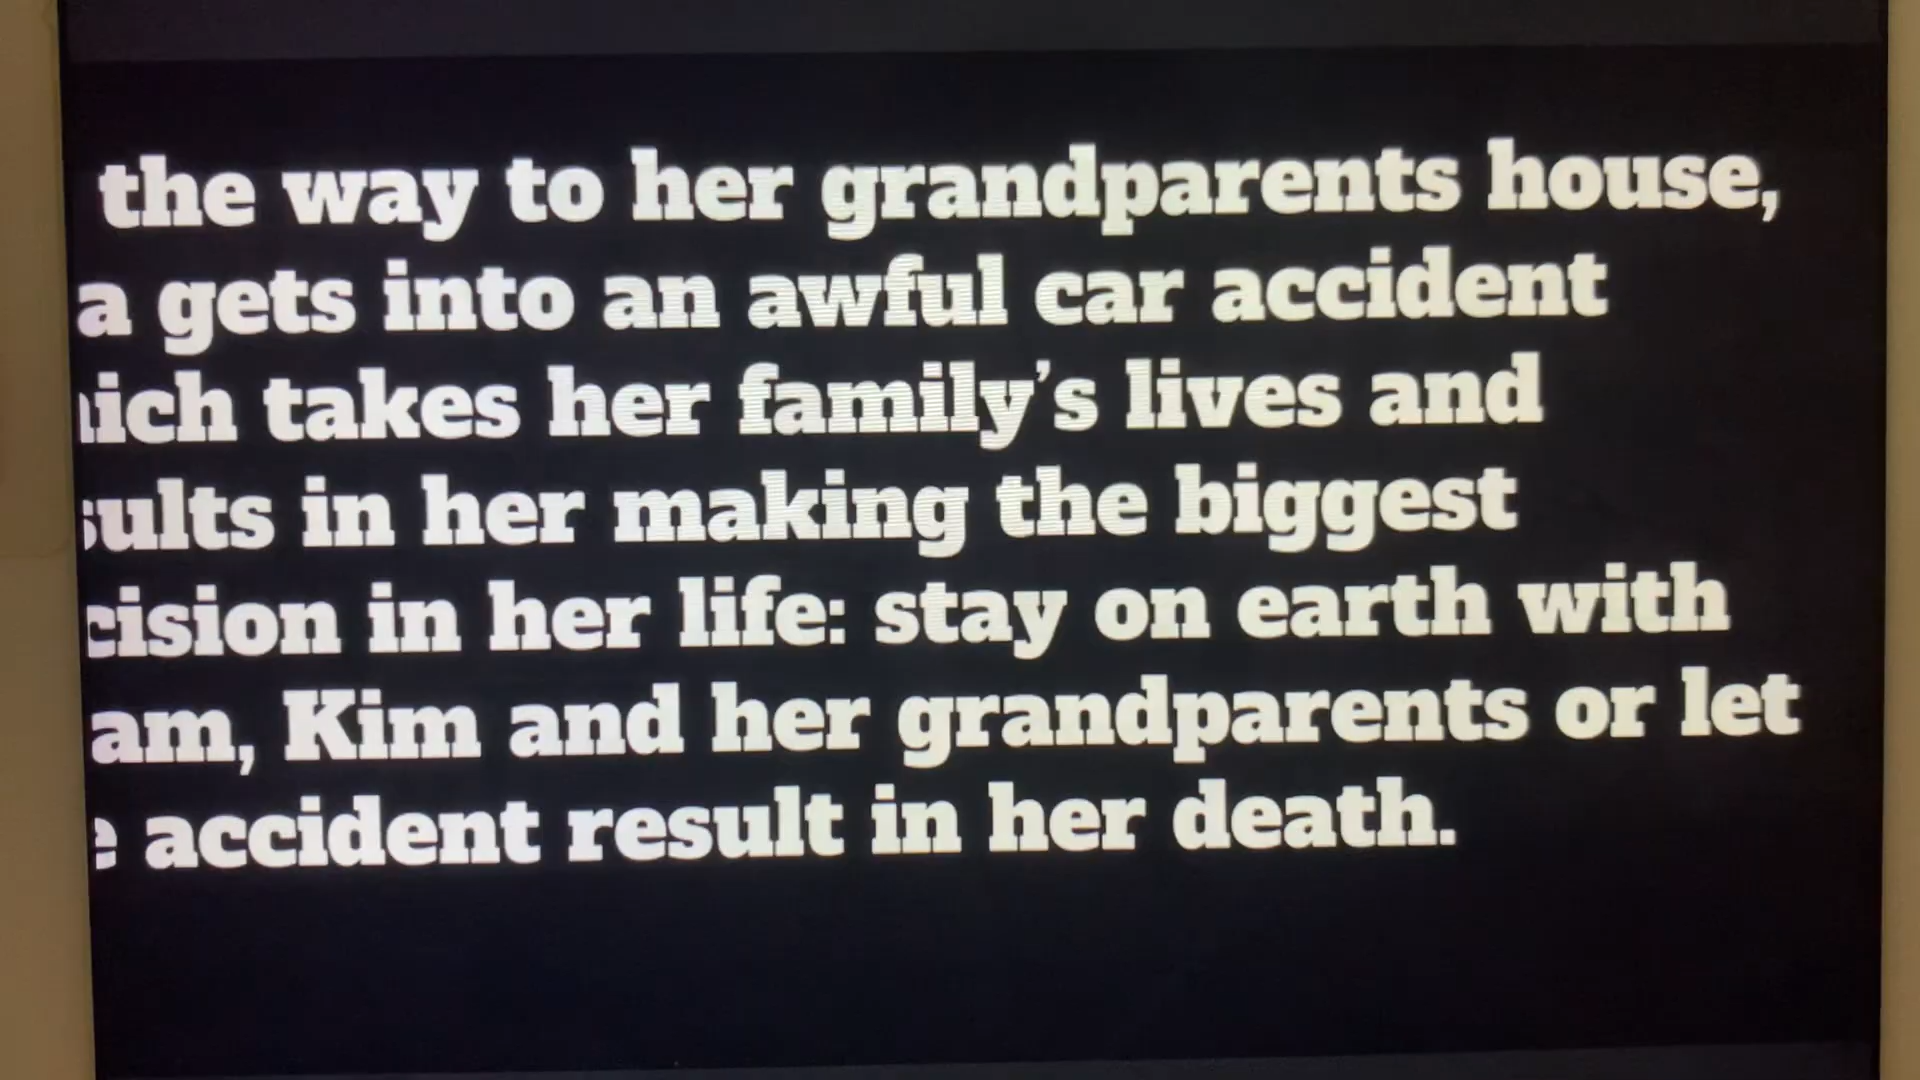 the way to her grandparents house,
a gets into an awful car accident
ich takes her family's lives and
sults in her making the biggest
cision in her life: stay on earth with
am, Kim and her grandparents or let
e accident result in her death.